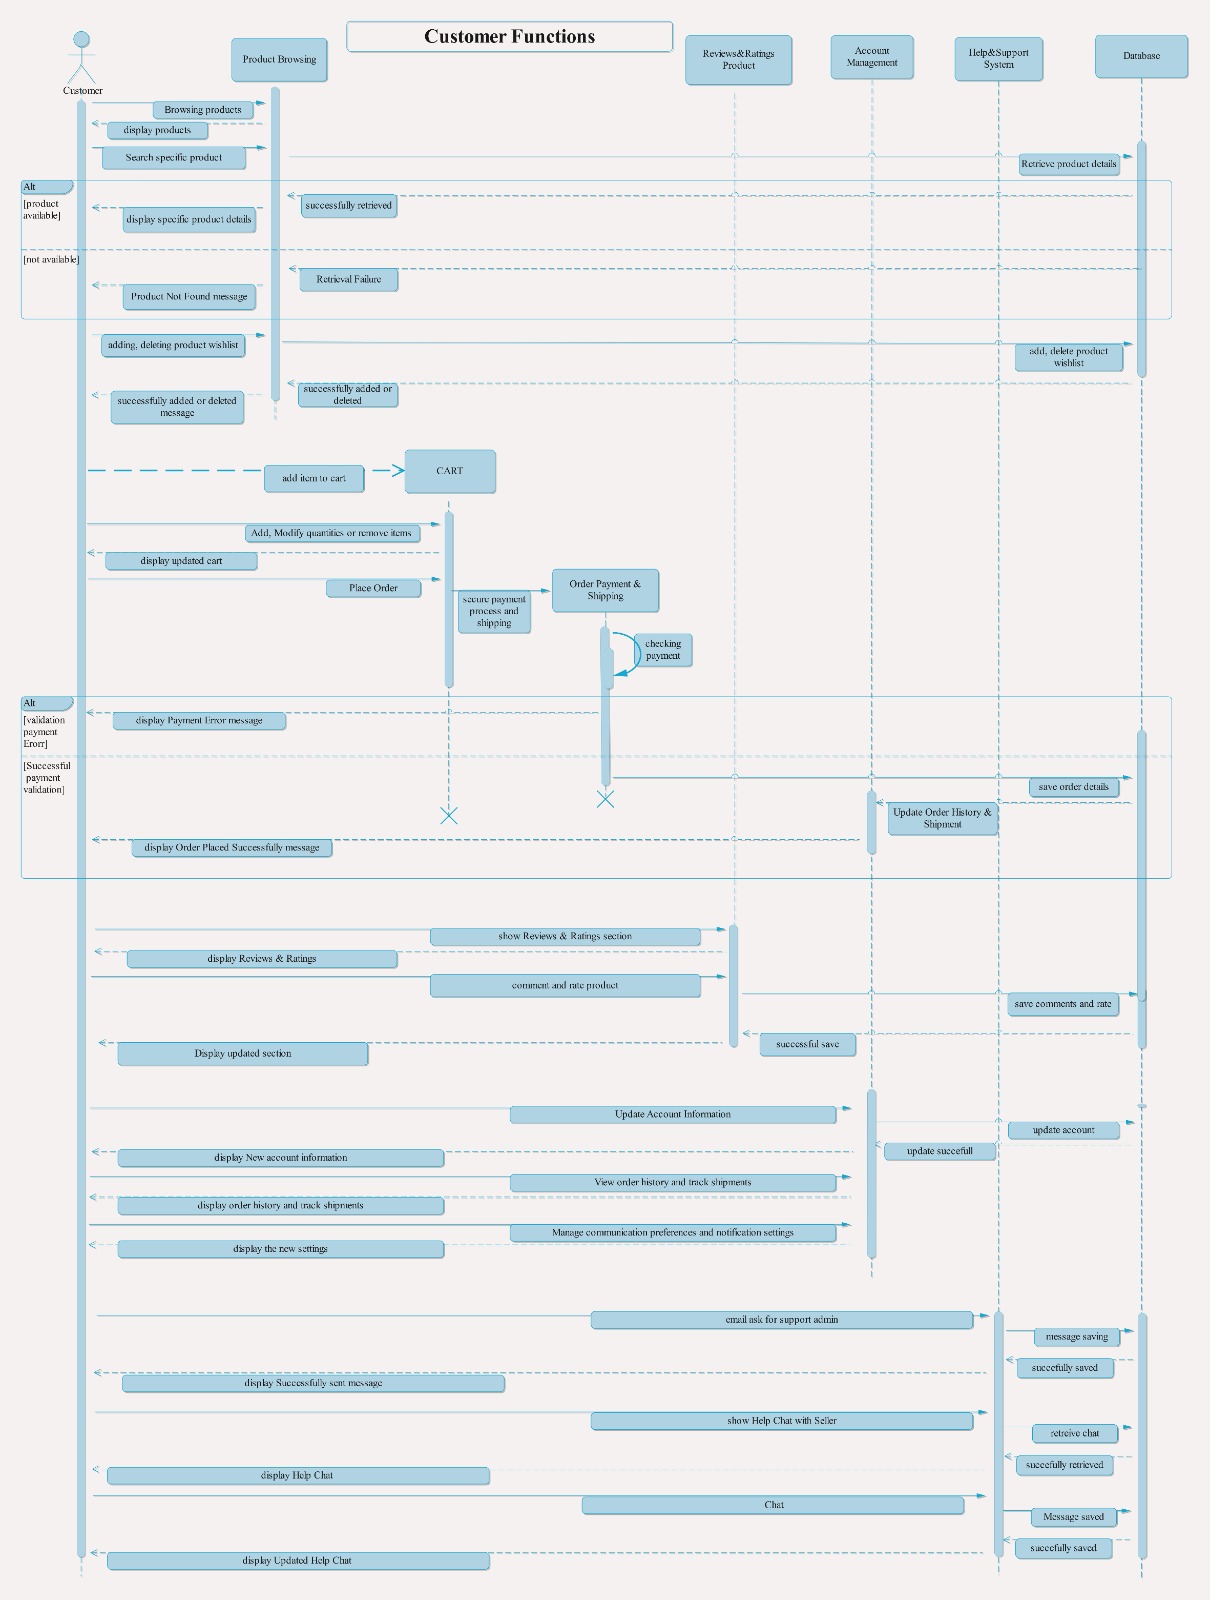 Customer Functions
Customer
Product Browsing
Reviews&Ratings
Product
Account
Management
Help&Support
System
Database
Browsing products
display products
Search specific product
Retrieve product details
Alt
[product
available]
successfully retrieved
display specific product details
[not available]
Retrieval Failure
Product Not Found message
adding, deleting product wishlist
add, delete product
wishlist
successfully added or
deleted
successfully added or deleted
message
CART
add item to cart
Add, Modify quantities or remove items
display updated cart
Place Order
Order Payment &
Shipping
secure payment
process and
shipping
checking
payment
Alt
[validation
payment
Erorr]
display Payment Error message
[Successful
payment
validation]
save order details
Update Order History &
Shipment
display Order Placed Successfully message
show Reviews & Ratings section
display Reviews & Ratings
comment and rate product
save comments and rate
successful save
Display updated section
Update Account Information
update account
update succefull
display New account information
View order history and track shipments
display order history and track shipments
Manage communication preferences and notification settings
display the new settings
email ask for support admin
message saving
succefully saved
display Successfully sent message
show Help Chat with Seller
retreive chat
succefully retrieved
display Help Chat
Chat
Message saved
succefully saved
display Updated Help Chat